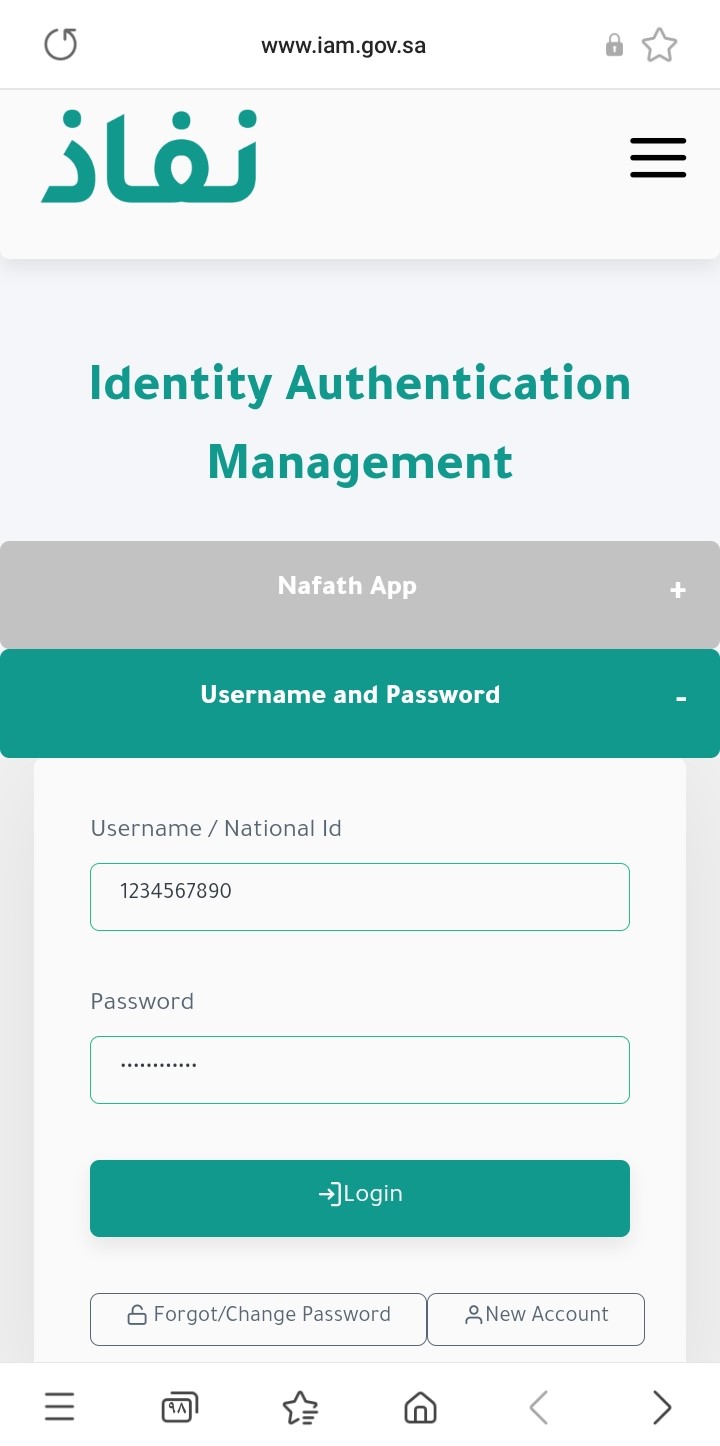 www.iam.gov.sa
نفاذ
Identity Authentication
Management
Nafath App
+
Username and Password
-
Username / National Id
1234567890
Password
••••••••••••
Login
Forgot/Change Password
New Account
٩٨